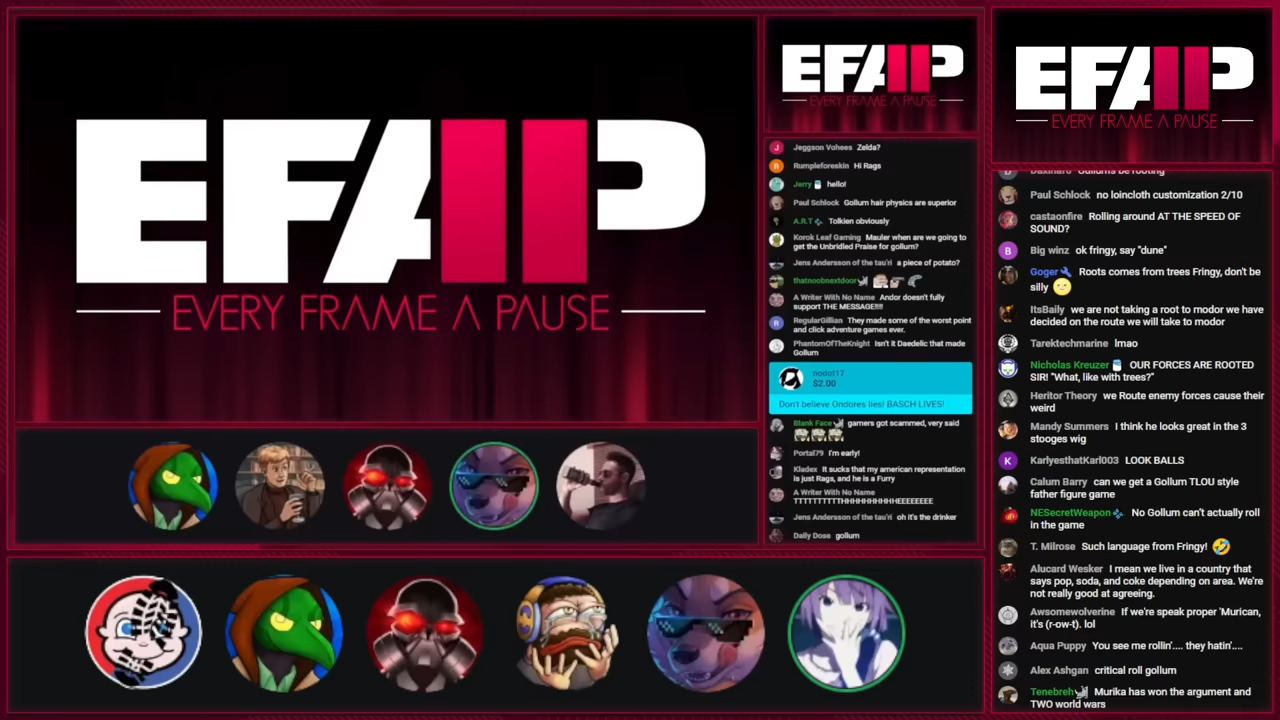 EFAP
EVERY FRAME A PAUSE
EFAP
EVERY FRAME A PAUSE
Jeggson Vohees Zelda?
Rumpleforeskin Hi Rags
Jerry hello!
Paul Schlock Gollum hair physics are superior
A.R.T Tolkien obviously
Korok Leaf Gaming Mauler when are we going to
get the Unbridled Praise for gollum?
Jens Andersson of the tau'ri a piece of potato?
thatnoobnextdoor
A Writer With No Name Andor doesn't fully
support THE MESSAGE!!!!
RegularGillian They made some of the worst point
and click adventure games ever.
PhantomOfTheKnight Isn't it Daedelic that made
Gollum
nodot17
$2.00
Don't believe Ondores lies! BASCH LIVES!
Blank Face gamers got scammed, very said
Portal79 I'm early!
Kladex It sucks that my american representation
is just Rags, and he is a Furry
A Writer With No Name
Jens Andersson of the tau'ri oh it's the drinker
Daily Dose gollum
EFAP
EVERY FRAME A PAUSE
Paul Schlock no loincloth customization 2/10
castaonfire Rolling around AT THE SPEED OF
SOUND?
Big winz ok fringy, say "dune"
Goger Roots comes from trees Fringy, don't be
silly
ItsBaily we are not taking a root to modor we have
decided on the route we will take to modor
Tarektechmarine lmao
Nicholas Kreuzer OUR FORCES ARE ROOTED
SIR! "What, like with trees?"
Heritor Theory we Route enemy forces cause their
weird
Mandy Summers I think he looks great in the 3
stooges wig
KarlyesthatKarl003 LOOK BALLS
Calum Barry can we get a Gollum TLOU style
father figure game
NESecretWeapon No Gollum can't actually roll
in the game
T. Milrose Such language from Fringy!
Alucard Wesker I mean we live in a country that
says pop, soda, and coke depending on area. We're
not really good at agreeing.
Awsomewolverine If we're speak proper 'Murican,
it's (r-ow-t). lol
Aqua Puppy You see me rollin'.... they hatin'....
Alex Ashgan critical roll gollum
Tenebreh Murika has won the argument and
TWO world wars